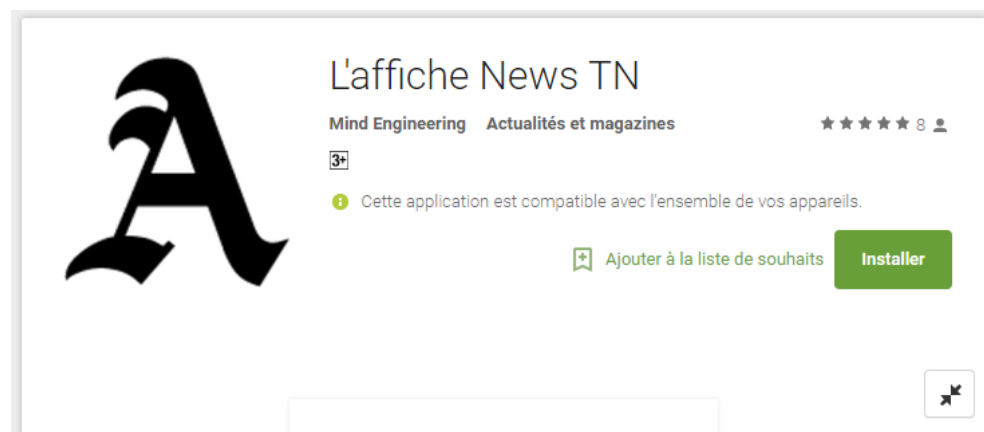 A
L'affiche News TN
Mind Engineering Actualités et magazines 8
3+
Cette application est compatible avec l'ensemble de vos appareils.
Ajouter à la liste de souhaits Installer